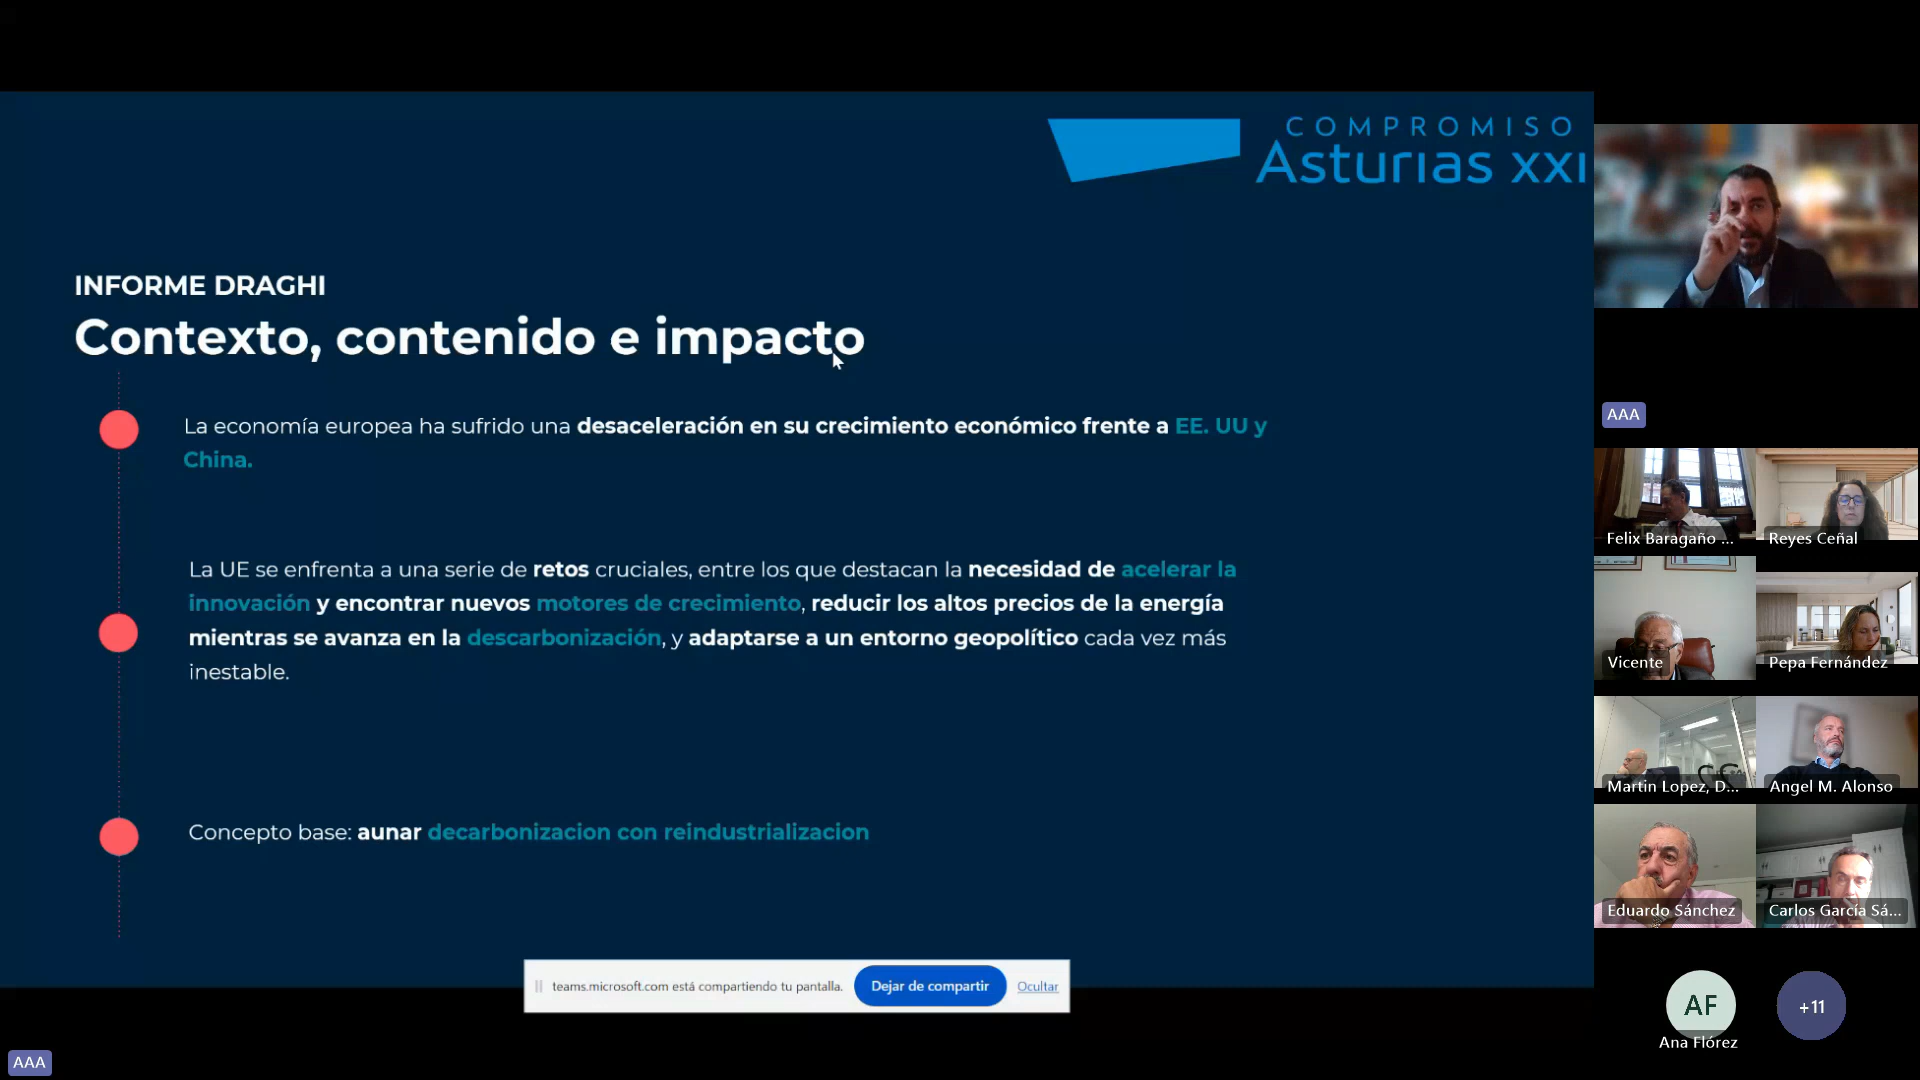 COMPROMISO
Asturias XXI
INFORME DRAGHI
Contexto, contenido e impacto
La economía europea ha sufrido una desaceleración en su crecimiento económico frente a EE. UU y
China.
La UE se enfrenta a una serie de retos cruciales, entre los que destacan la necesidad de acelerar la
innovación y encontrar nuevos motores de crecimiento, reducir los altos precios de la energía
mientras se avanza en la descarbonización, y adaptarse a un entorno geopolítico cada vez más
inestable.
Concepto base: aunar decarbonizacion con reindustrializacion
teams.microsoft.com está compartiendo tu pantalla.
Dejar de compartir
Ocultar
AAA
AAA
Felix Baragaño ...
Reyes Ceñal
Vicente
Pepa Fernández
Martin Lopez, D...
Angel M. Alonso
Eduardo Sánchez
Carlos García Sá...
AF
Ana Flórez
+11